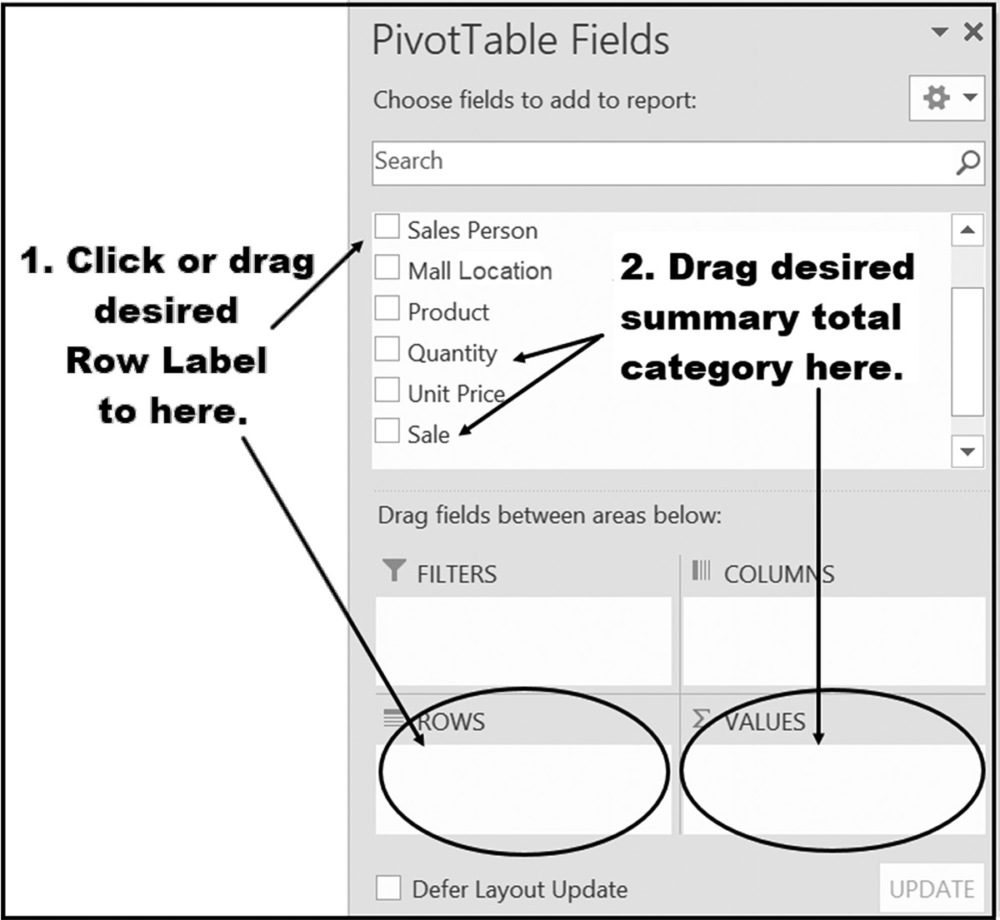 PivotTable Fields
Choose fields to add to report:
Search
Sales Person
Mall Location
Product
Quantity
Unit Price
Sale
1. Click or drag
desired
Row Label
to here.
2. Drag desired
summary total
category here.
Drag fields between areas below:
FILTERS
COLUMNS
ROWS
Σ VALUES
Defer Layout Update
UPDATE